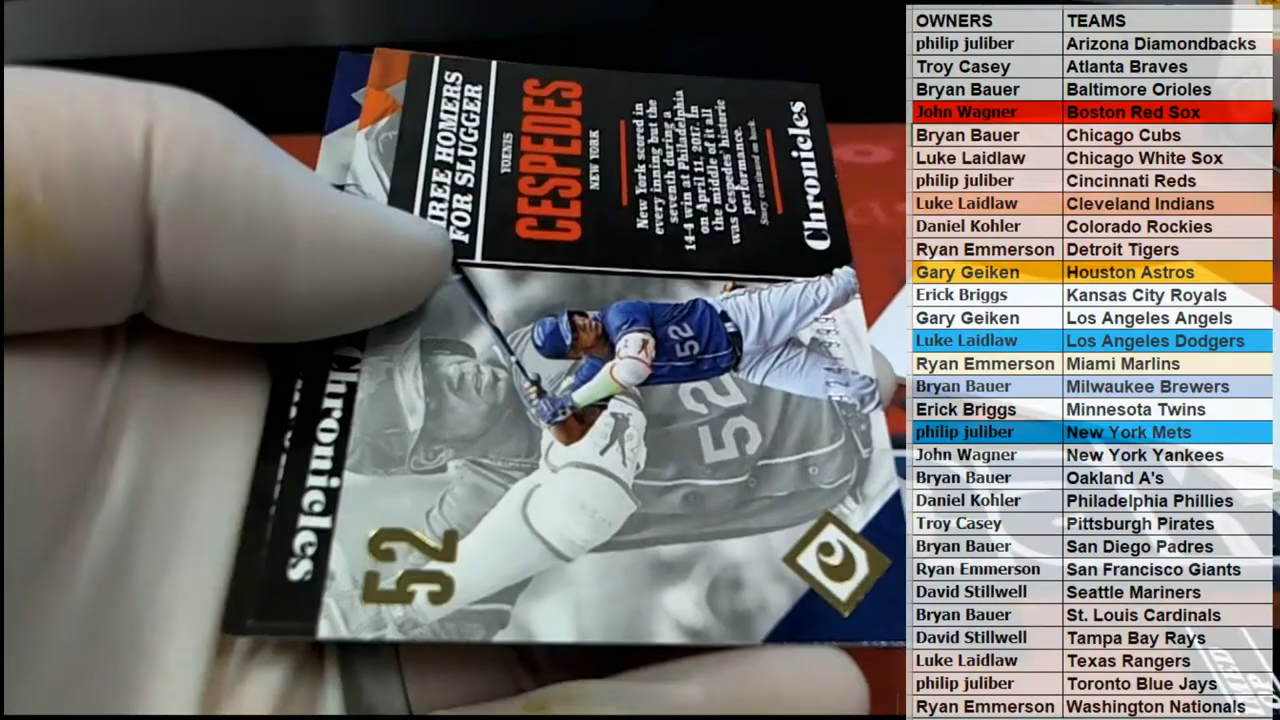 REE HOMERS
FOR SLUGGER
YOENIS
CESPEDES
NEW YORK
New York scored in
every inning but the
seventh during a
14-4 win at Philadelphia
on April 11, 2017. In
the middle of it all
was Cespedes' historic
performance.
Story continued on back.
Chronicles
52
52
52
Chronicles
OWNERS TEAMS
philip juliber Arizona Diamondbacks
Troy Casey Atlanta Braves
Bryan Bauer Baltimore Orioles
John Wagner Boston Red Sox
Bryan Bauer Chicago Cubs
Luke Laidlaw Chicago White Sox
philip juliber Cincinnati Reds
Luke Laidlaw Cleveland Indians
Daniel Kohler Colorado Rockies
Ryan Emmerson Detroit Tigers
Gary Geiken Houston Astros
Erick Briggs Kansas City Royals
Gary Geiken Los Angeles Angels
Luke Laidlaw Los Angeles Dodgers
Ryan Emmerson Miami Marlins
Bryan Bauer Milwaukee Brewers
Erick Briggs Minnesota Twins
philip juliber New York Mets
John Wagner New York Yankees
Bryan Bauer Oakland A's
Daniel Kohler Philadelphia Phillies
Troy Casey Pittsburgh Pirates
Bryan Bauer San Diego Padres
Ryan Emmerson San Francisco Giants
David Stillwell Seattle Mariners
Bryan Bauer St. Louis Cardinals
David Stillwell Tampa Bay Rays
Luke Laidlaw Texas Rangers
philip juliber Toronto Blue Jays
Ryan Emmerson Washington Nationals